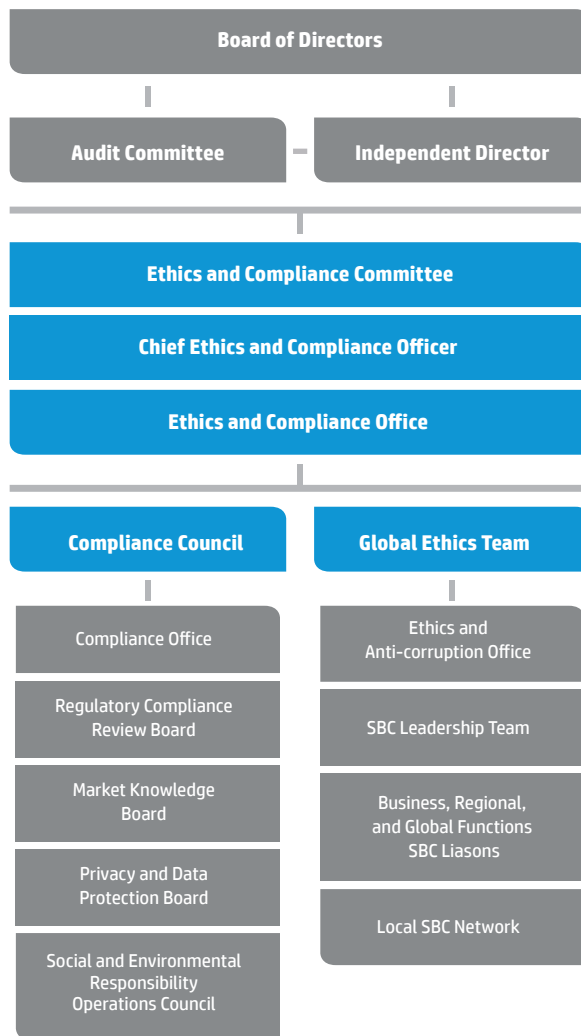 Board of Directors
Audit Committee
Independent Director
Ethics and Compliance Committee
Chief Ethics and Compliance Officer
Ethics and Compliance Office
Compliance Council
Compliance Office
Regulatory Compliance
Review Board
Market Knowledge
Board
Privacy and Data
Protection Board
Social and Environmental
Responsibility
Operations Council
Global Ethics Team
Ethics and
Anti-corruption Office
SBC Leadership Team
Business, Regional,
and Global Functions
SBC Liasons
Local SBC Network